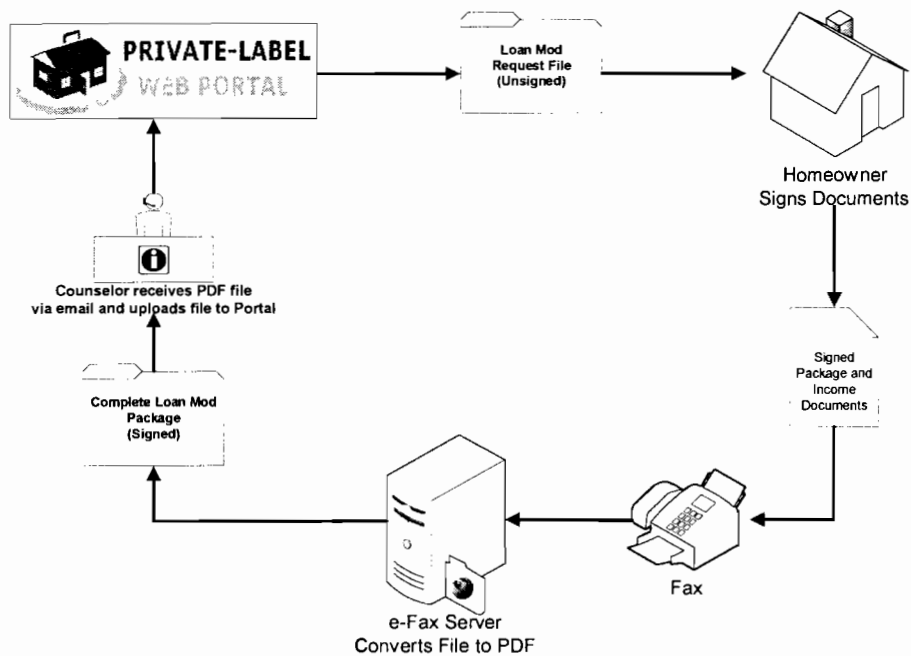 PRIVATE-LABEL
WEB PORTAL
Loan Mod
Request File
(Unsigned)
Homeowner
Signs Documents
Signed
Package and
Income
Documents
Fax
e-Fax Server
Converts File to PDF
Complete Loan Mod
Package
(Signed)
Counselor receives PDF file
via email and uploads file to Portal